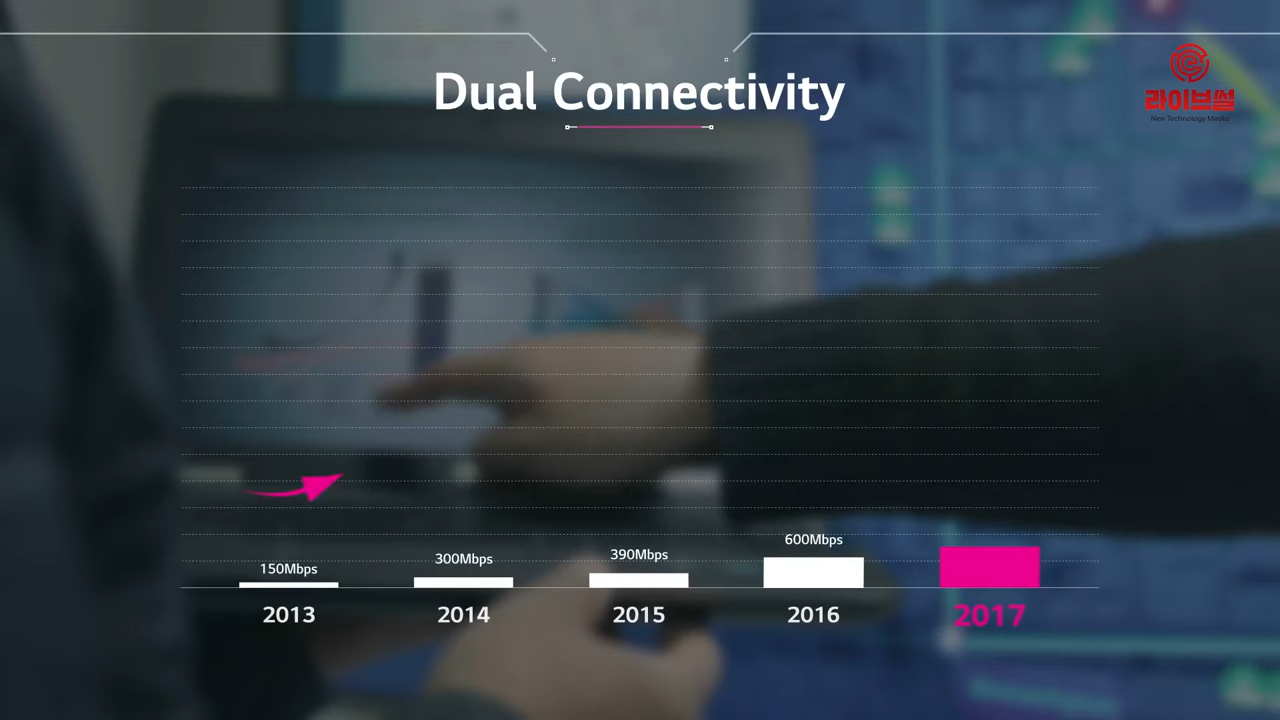 Dual Connectivity
라이브썰
New Technology Media
150Mbps
300Mbps
390Mbps
600Mbps
2013
2014
2015
2016
2017